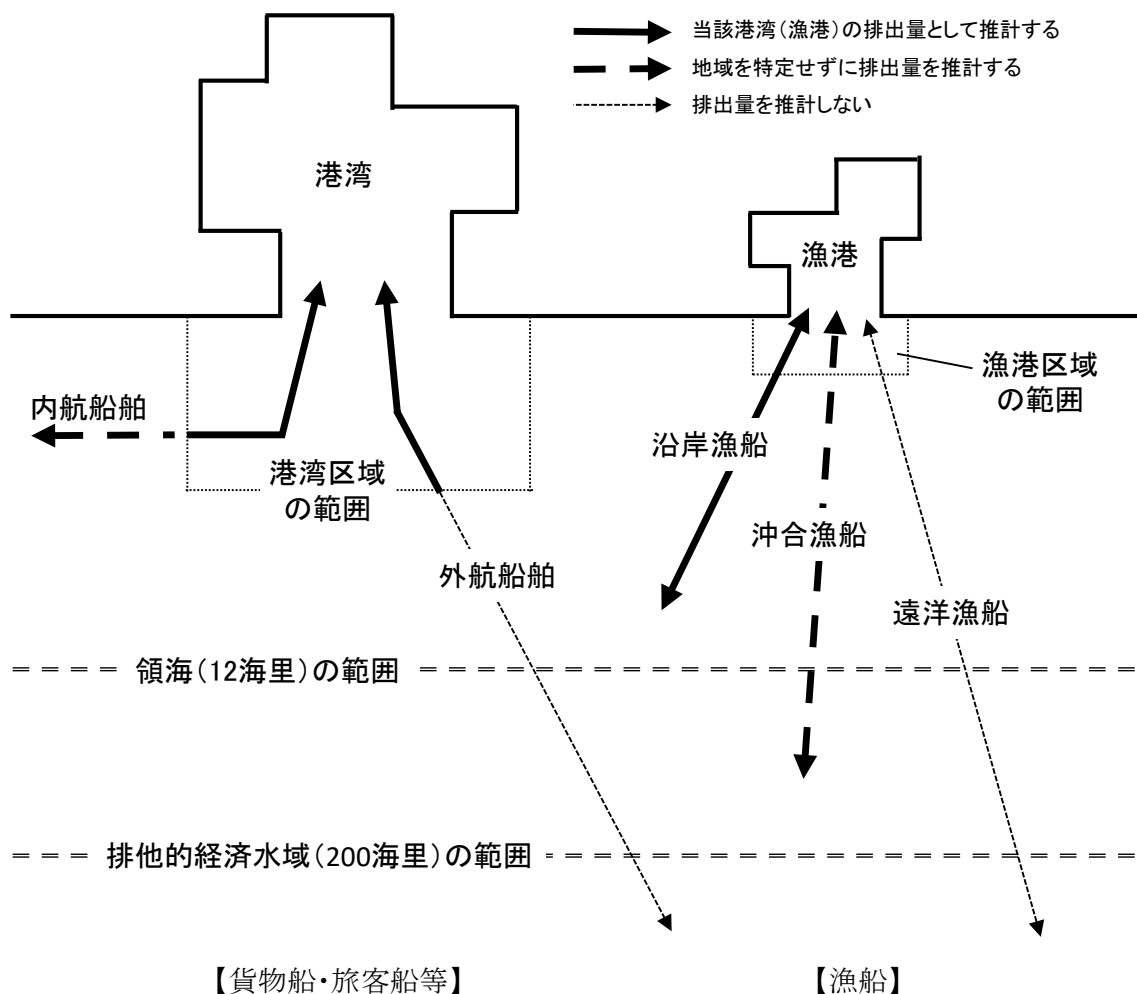 当該港湾(漁港)の排出量として推計する
地域を特定せずに排出量を推計する
排出量を推計しない
港湾
漁港
漁港区域
の範囲
内航船舶
港湾区域
の範囲
沿岸漁船
沖合漁船
外航船舶
遠洋漁船
領海(12海里)の範囲
排他的経済水域(200海里)の範囲
【貨物船・旅客船等】
【漁船】